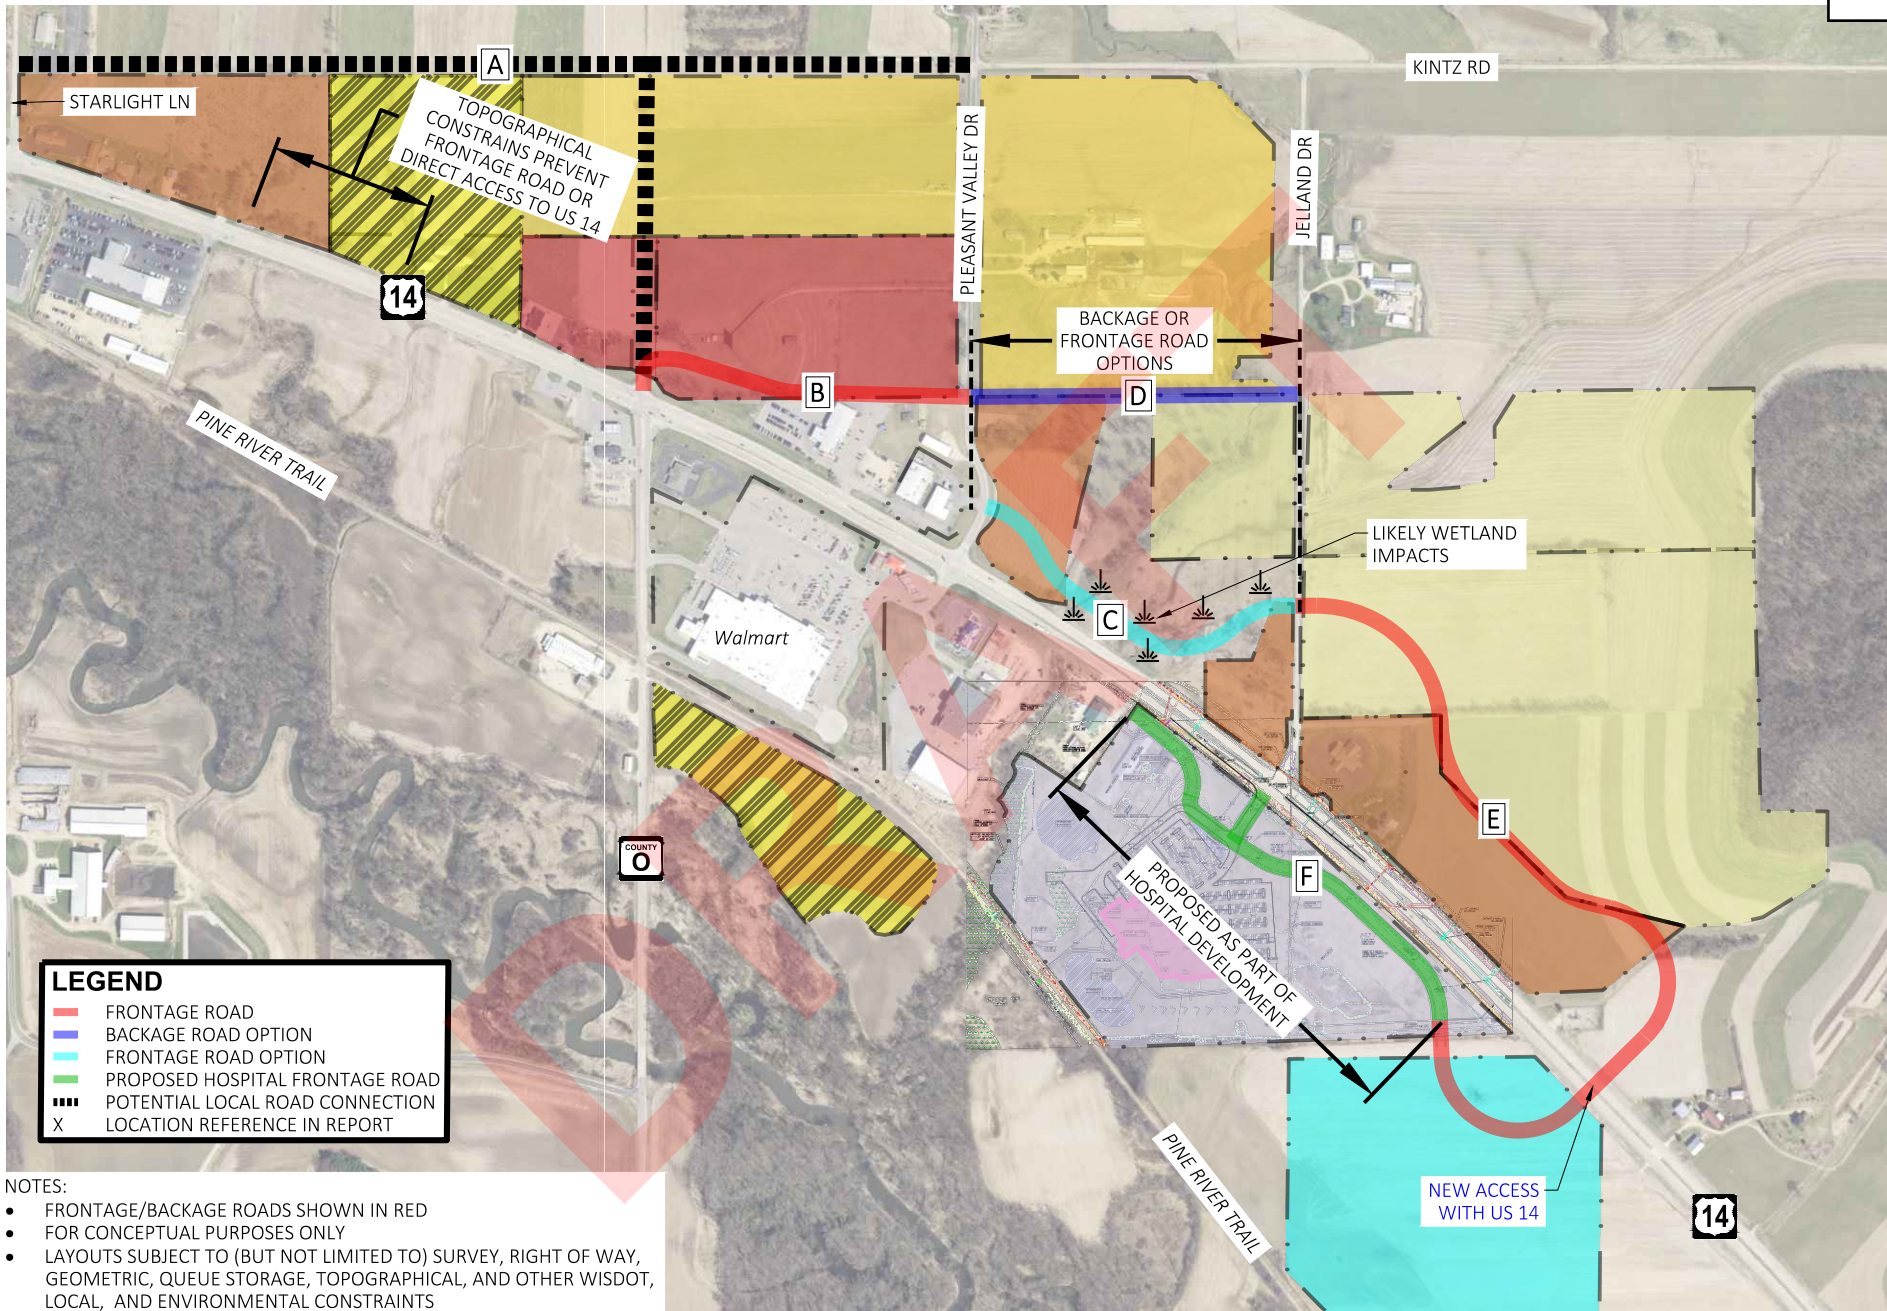 A
KINTZ RD
STARLIGHT LN
TOPOGRAPHICAL
CONSTRAINS PREVENT
FRONTAGE ROAD OR
DIRECT ACCESS TO US 14
PLEASANT VALLEY DR
JELLAND DR
14
BACKAGE OR
FRONTAGE ROAD
OPTIONS
B
D
PINE RIVER TRAIL
LIKELY WETLAND
IMPACTS
C
Walmart
E
COUNTY
O
F
PROPOSED AS PART OF
HOSPITAL DEVELOPMENT
DRAFT
LEGEND
FRONTAGE ROAD
BACKAGE ROAD OPTION
FRONTAGE ROAD OPTION
PROPOSED HOSPITAL FRONTAGE ROAD
POTENTIAL LOCAL ROAD CONNECTION
X LOCATION REFERENCE IN REPORT
PINE RIVER TRAIL
NEW ACCESS
WITH US 14
14
NOTES:
• FRONTAGE/BACKAGE ROADS SHOWN IN RED
• FOR CONCEPTUAL PURPOSES ONLY
• LAYOUTS SUBJECT TO (BUT NOT LIMITED TO) SURVEY, RIGHT OF WAY,
GEOMETRIC, QUEUE STORAGE, TOPOGRAPHICAL, AND OTHER WISDOT,
LOCAL, AND ENVIRONMENTAL CONSTRAINTS